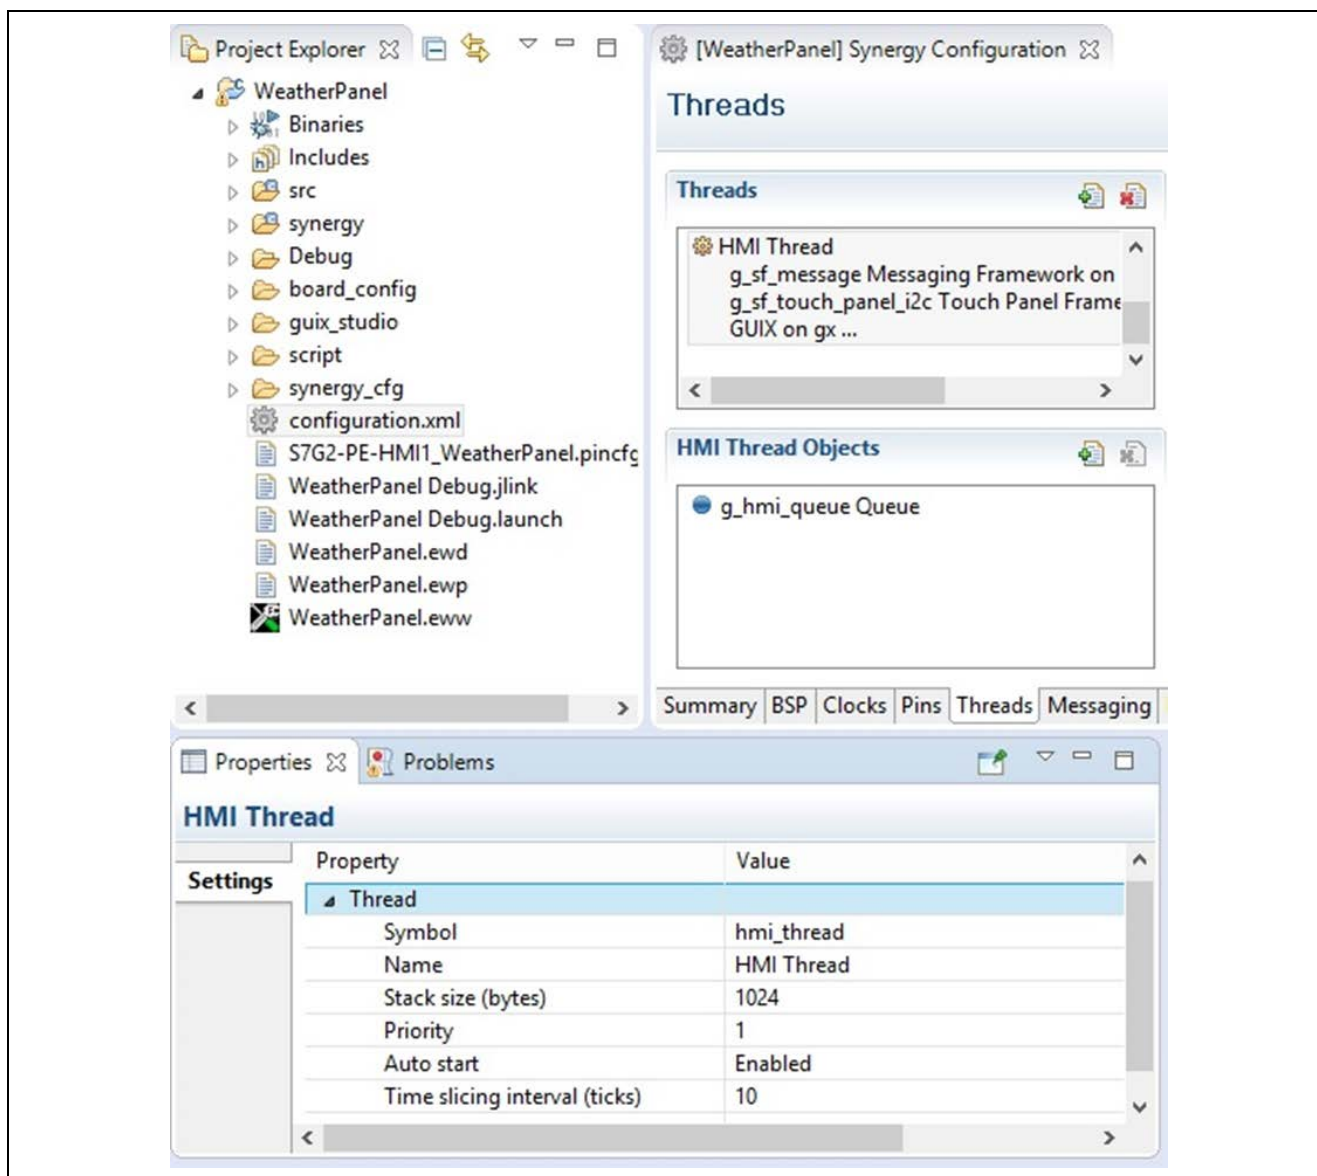 Project Explorer
WeatherPanel
Binaries
Includes
src
synergy
Debug
board_config
guix_studio
script
synergy_cfg
configuration.xml
S7G2-PE-HMI1_WeatherPanel.pincfg
WeatherPanel Debug.jlink
WeatherPanel Debug.launch
WeatherPanel.ewd
WeatherPanel.ewp
WeatherPanel.eww
[WeatherPanel] Synergy Configuration
Threads
Threads
HMI Thread
g_sf_message Messaging Framework on
g_sf_touch_panel_i2c Touch Panel Frame
GUIX on gx ...
HMI Thread Objects
g_hmi_queue Queue
Summary BSP Clocks Pins Threads Messaging
Properties Problems
HMI Thread
Settings
Property Value
Thread
Symbol hmi_thread
Name HMI Thread
Stack size (bytes) 1024
Priority 1
Auto start Enabled
Time slicing interval (ticks) 10